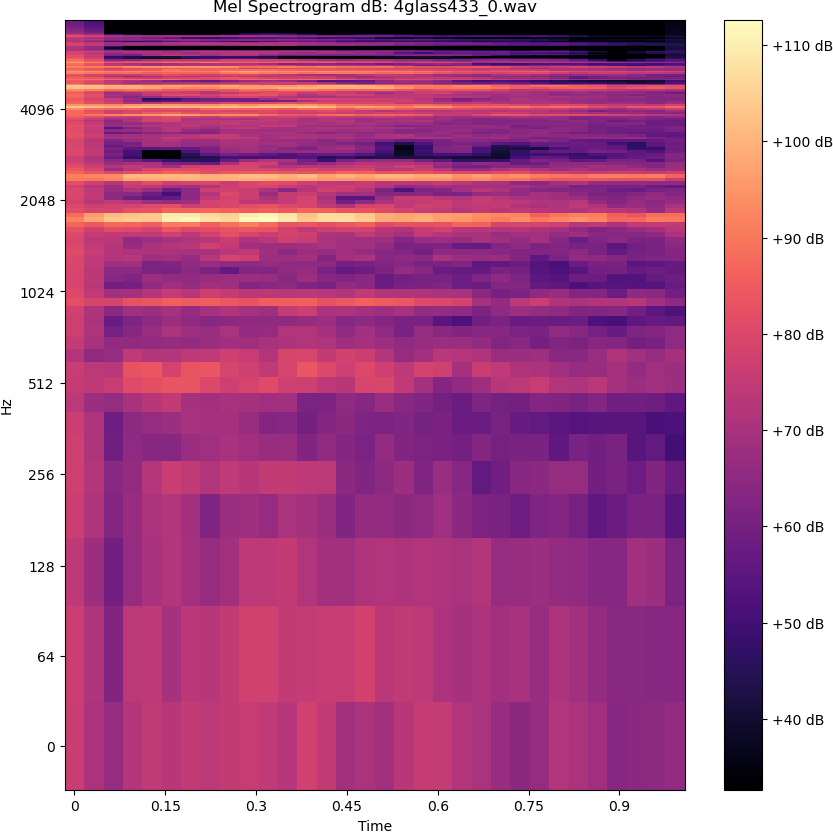 Mel Spectrogram dB: 4glass433_0.wav
4096
2048
1024
512
256
128
64
0
Hz
0
0.15
0.3
0.45
0.6
0.75
0.9
Time
+110 dB
+100 dB
+90 dB
+80 dB
+70 dB
+60 dB
+50 dB
+40 dB